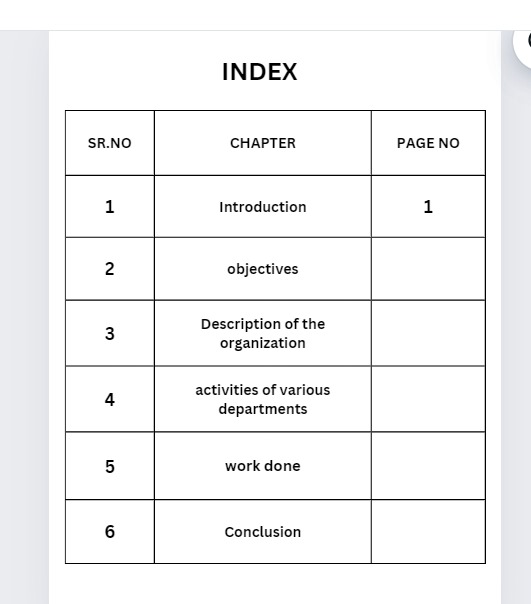 INDEX
SR.NO CHAPTER PAGE NO
1 Introduction 1
2 objectives
3 Description of the
organization
4 activities of various
departments
5 work done
6 Conclusion